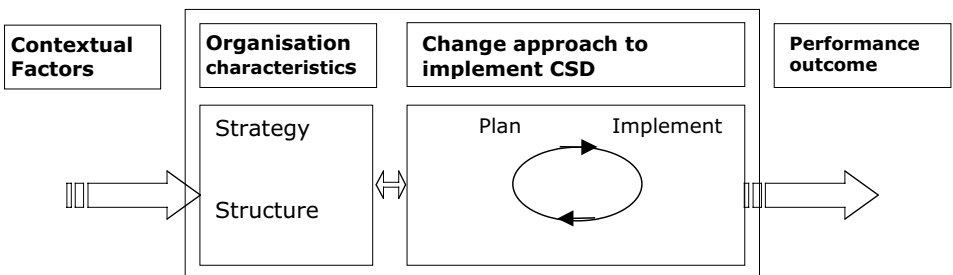 Contextual
Factors
Organisation
characteristics
Change approach to
implement CSD
Performance
outcome
Strategy
Structure
Plan
Implement